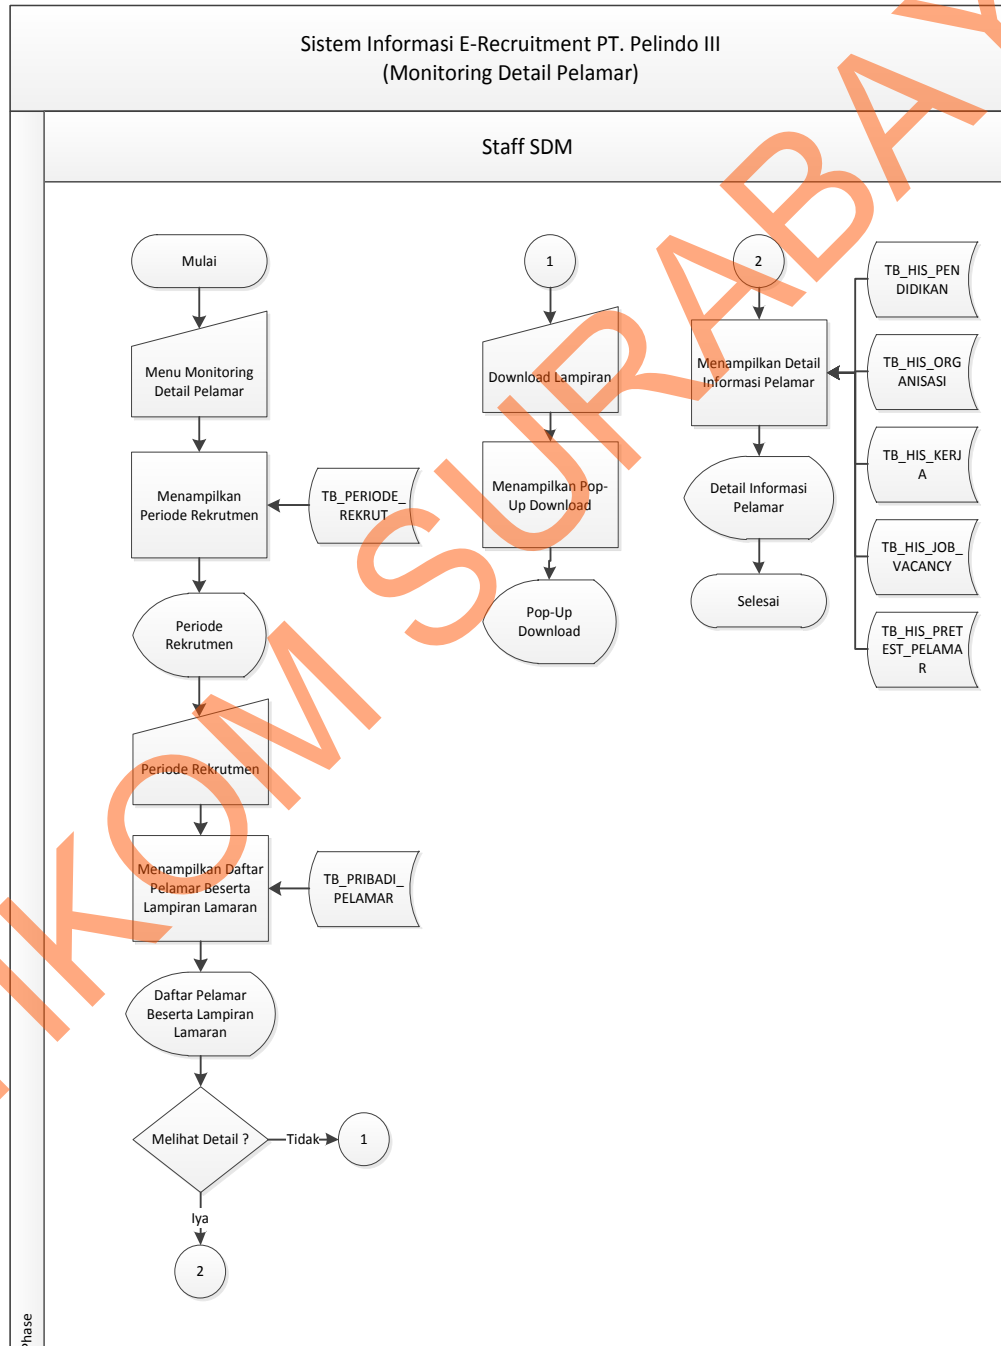 Sistem Informasi E-Recruitment PT. Pelindo III
(Monitoring Detail Pelamar)
Staff SDM
Mulai
Menu Monitoring
Detail Pelamar
Menampilkan
Periode Rekrutmen
TB_PERIODE_
REKRUT
Periode
Rekrutmen
Periode Rekrutmen
Menampilkan Daftar
Pelamar Beserta
Lampiran Lamaran
TB_PRIBADI_
PELAMAR
Daftar Pelamar
Beserta Lampiran
Lamaran
Melihat Detail ?
Tidak
1
Iya
2
1
Download Lampiran
Menampilkan Pop-
Up Download
Pop-Up
Download
2
Menampilkan Detail
Informasi Pelamar
Detail Informasi
Pelamar
Selesai
TB_HIS_PEN
DIDIKAN
TB_HIS_ORG
ANISASI
TB_HIS_KERJ
A
TB_HIS_JOB_
VACANCY
TB_HIS_PRET
EST_PELAMA
R
Phase
IKOM SURABAY